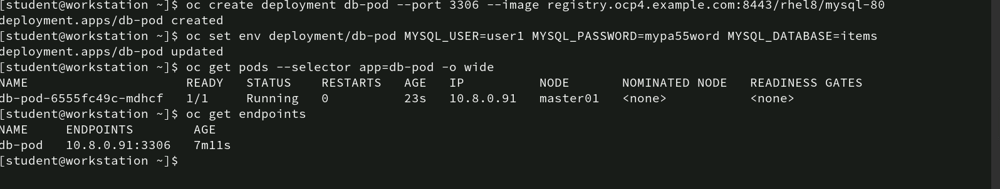 [student@workstation ~]$ oc create deployment db-pod --port 3306 --image registry.ocp4.example.com:8443/rhel8/mysql-80
deployment.apps/db-pod created
[student@workstation ~]$ oc set env deployment/db-pod MYSQL_USER=user1 MYSQL_PASSWORD=mypa55word MYSQL_DATABASE=items
deployment.apps/db-pod updated
[student@workstation ~]$ oc get pods --selector app=db-pod -o wide
NAME                     READY   STATUS    RESTARTS   AGE   IP          NODE       NOMINATED NODE   READINESS GATES
db-pod-6555fc49c-mdhcf   1/1     Running   0          23s   10.8.0.91   master01   <none>           <none>
[student@workstation ~]$ oc get endpoints
NAME     ENDPOINTS        AGE
db-pod   10.8.0.91:3306   7m11s
[student@workstation ~]$